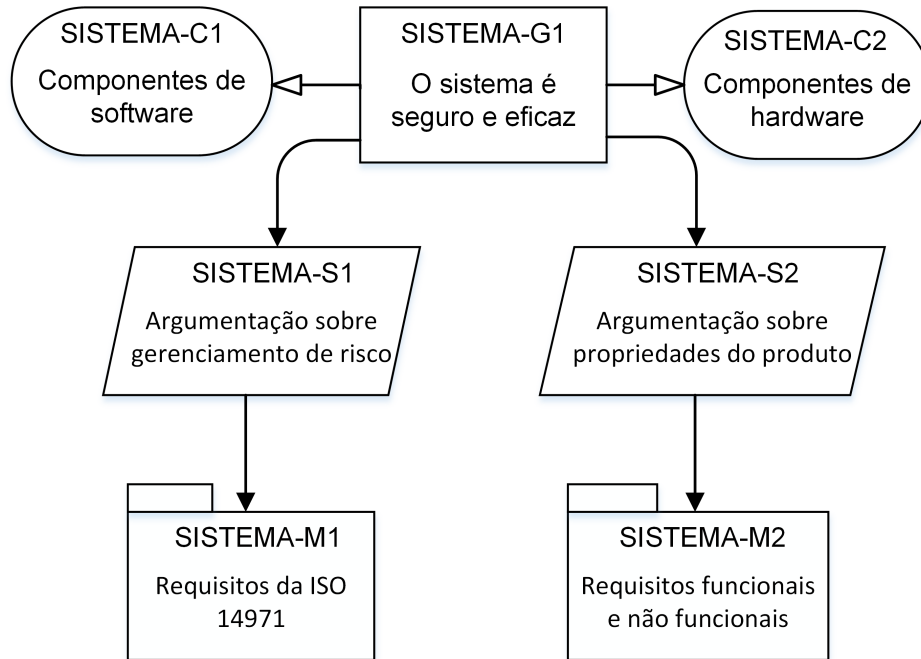 SISTEMA-C1
Componentes de
software
SISTEMA-G1
O sistema é
seguro e eficaz
SISTEMA-C2
Componentes de
hardware
SISTEMA-S1
Argumentação sobre
gerenciamento de risco
SISTEMA-S2
Argumentação sobre
propriedades do produto
SISTEMA-M1
Requisitos da ISO
14971
SISTEMA-M2
Requisitos funcionais
e não funcionais